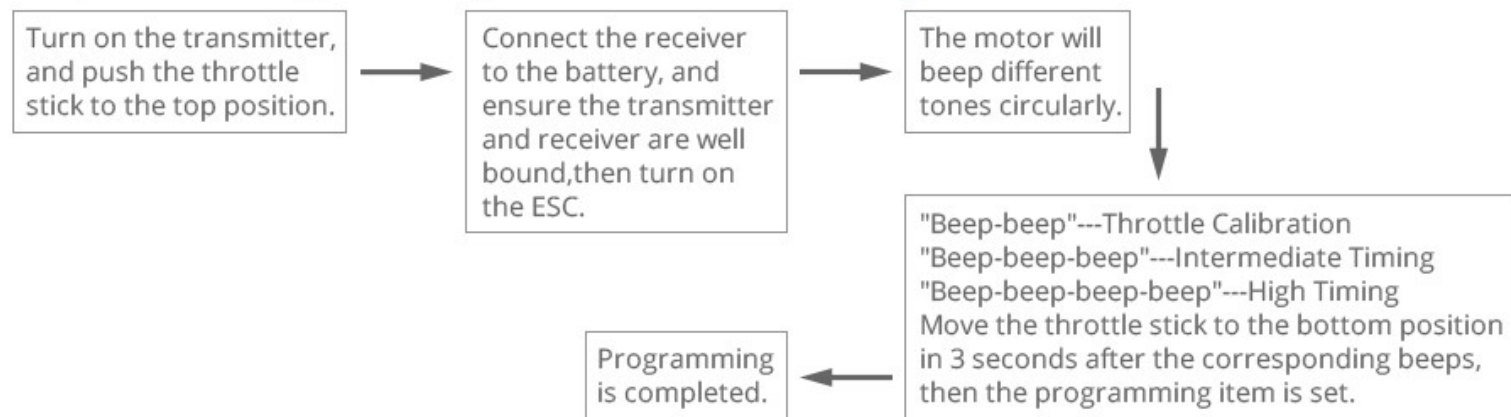 Turn on the transmitter,
and push the throttle
stick to the top position.
Connect the receiver
to the battery, and
ensure the transmitter
and receiver are well
bound,then turn on
the ESC.
The motor will
beep different
tones circularly.
"Beep-beep"---Throttle Calibration
"Beep-beep-beep"---Intermediate Timing
"Beep-beep-beep-beep"---High Timing
Move the throttle stick to the bottom position
in 3 seconds after the corresponding beeps,
then the programming item is set.
Programming
is completed.